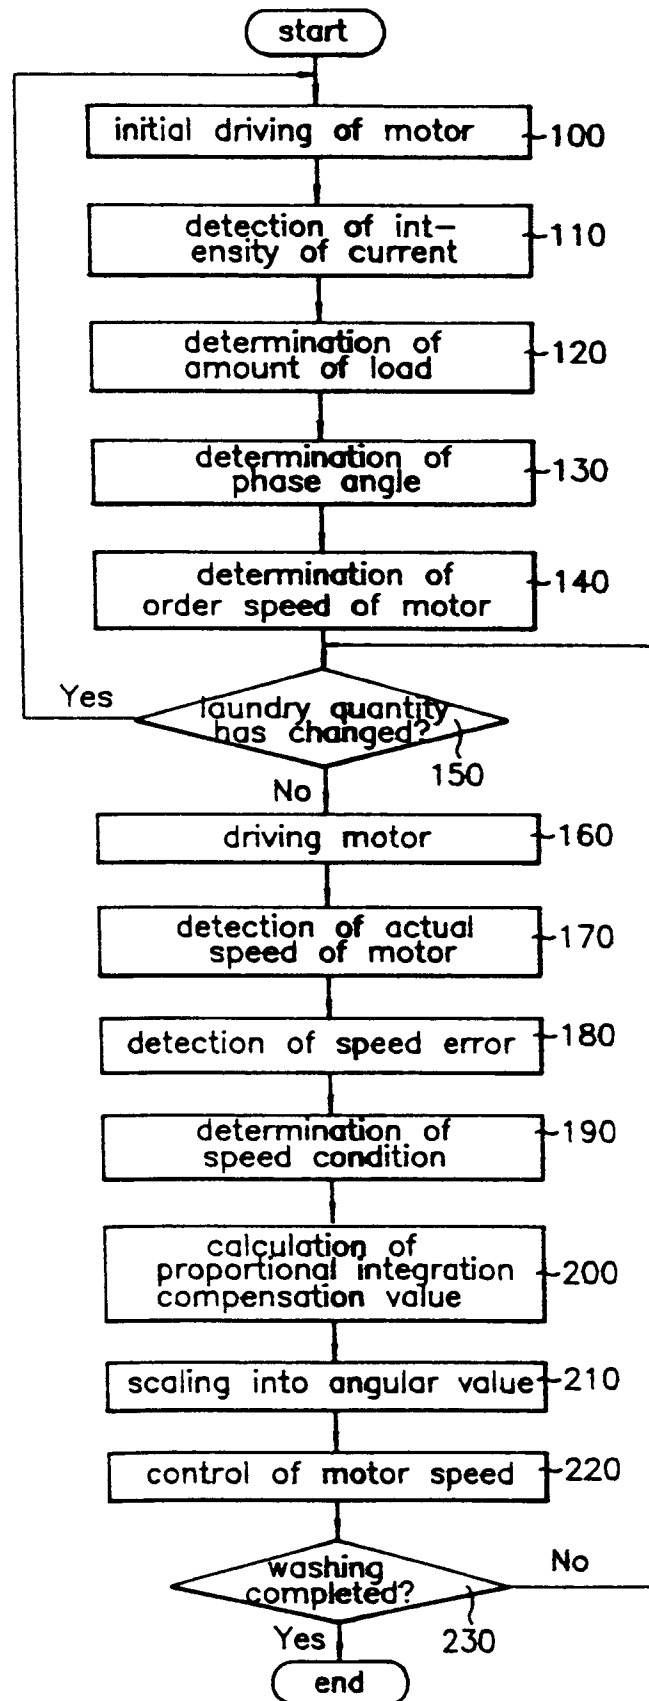 start
initial driving of motor
100
detection of int-
ensity of current
110
determination of
amount of load
120
determination of
phase angle
130
determination of
order speed of motor
140
Yes
laundry quantity
has changed?
150
No
driving motor
160
detection of actual
speed of motor
170
detection of speed error
180
determination of
speed condition
190
calculation of
proportional integration
compensation value
200
scaling into angular value
210
control of motor speed
220
washing
completed?
No
230
Yes
end